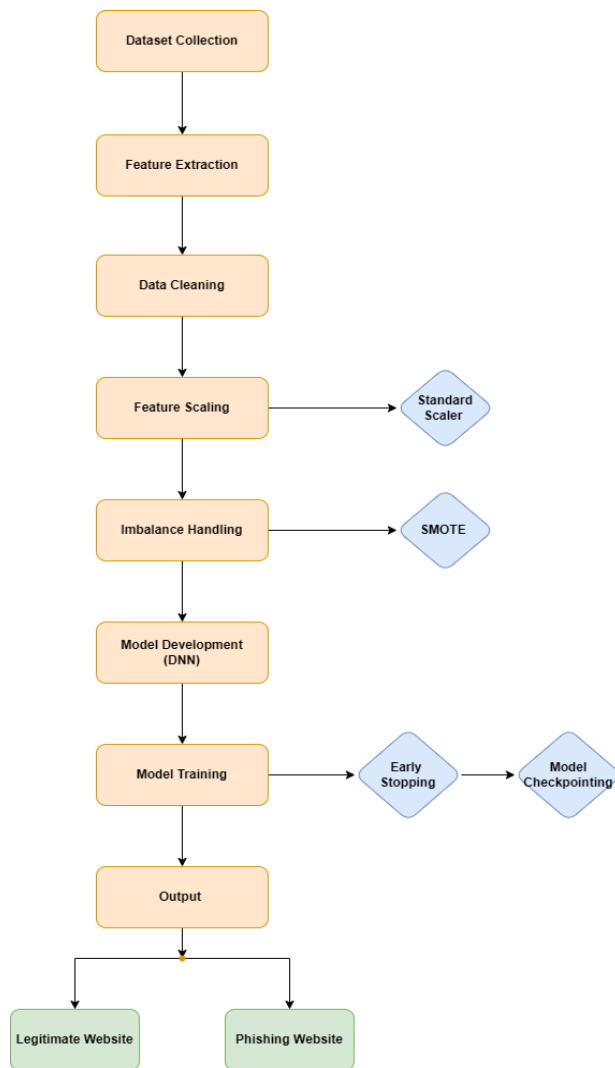 Dataset Collection
Feature Extraction
Data Cleaning
Feature Scaling
Standard
Scaler
Imbalance Handling
SMOTE
Model Development
(DNN)
Model Training
Early
Stopping
Model
Checkpointing
Output
Legitimate Website
Phishing Website